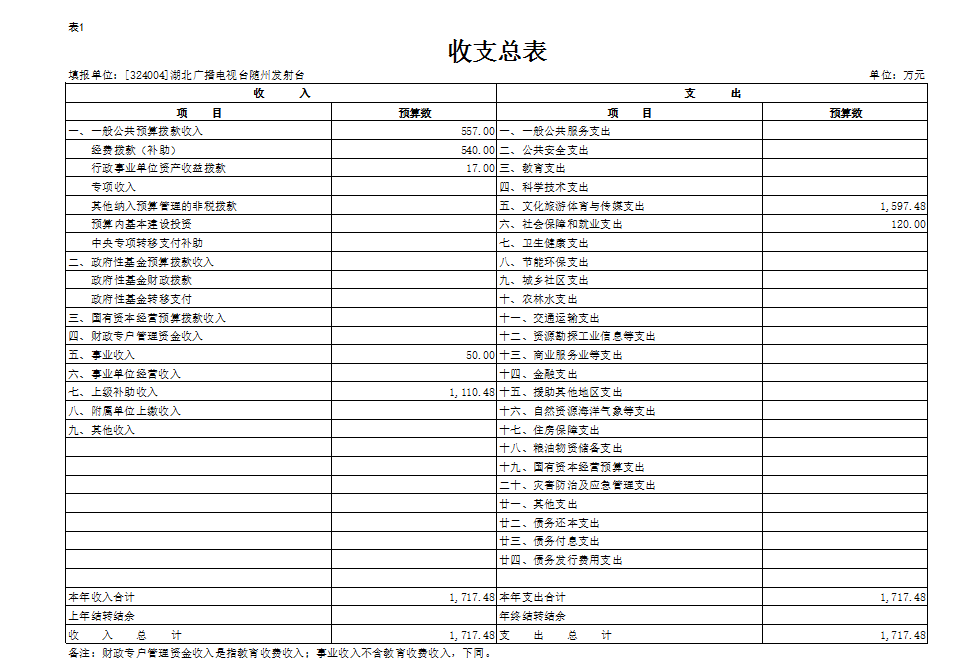 表1
收支总表
填报单位：[324004]湖北广播电视台随州发射台 单位：万元
收 入 支 出
项 目 预算数 项 目 预算数
一、一般公共预算拨款收入 557.00 一、一般公共服务支出
经费拨款（补助） 540.00 二、公共安全支出
行政事业单位资产收益拨款 17.00 三、教育支出
专项收入 四、科学技术支出
其他纳入预算管理的非税拨款 五、文化旅游体育与传媒支出 1,597.48
预算内基本建设投资 六、社会保障和就业支出 120.00
中央专项转移支付补助 七、卫生健康支出
二、政府性基金预算拨款收入 八、节能环保支出
政府性基金财政拨款 九、城乡社区支出
政府性基金转移支付 十、农林水支出
三、国有资本经营预算拨款收入 十一、交通运输支出
四、财政专户管理资金收入 十二、资源勘探工业信息等支出
五、事业收入 50.00 十三、商业服务业等支出
六、事业单位经营收入 十四、金融支出
七、上级补助收入 1,110.48 十五、援助其他地区支出
八、附属单位上缴收入 十六、自然资源海洋气象等支出
九、其他收入 十七、住房保障支出
十八、粮油物资储备支出
十九、国有资本经营预算支出
二十、灾害防治及应急管理支出
廿一、其他支出
廿二、债务还本支出
廿三、债务付息支出
廿四、债务发行费用支出
本年收入合计 1,717.48 本年支出合计 1,717.48
上年结转结余 年终结转结余
收 入 总 计 1,717.48 支 出 总 计 1,717.48
备注：财政专户管理资金收入是指教育收费收入；事业收入不含教育收费收入，下同。